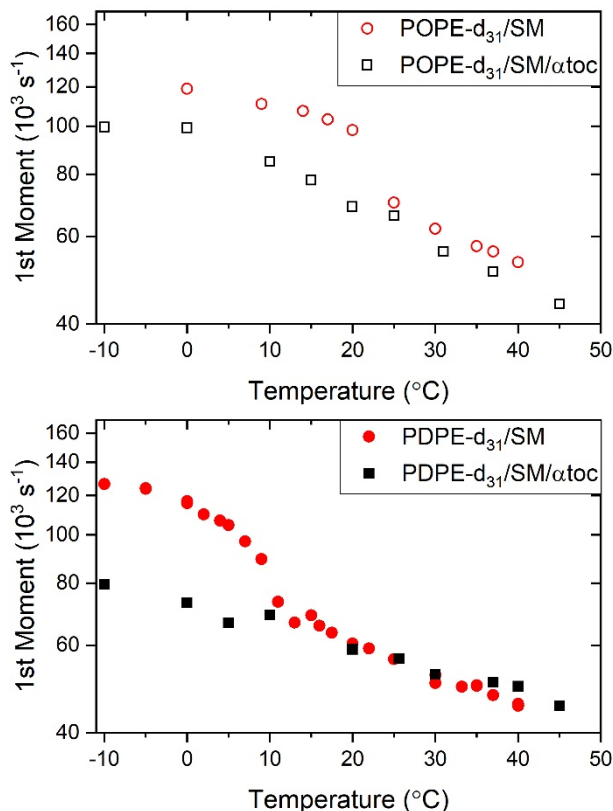 160
140
120
100
80
60
40
1st Moment (10³ s⁻¹)
POPE-d₃₁/SM
POPE-d₃₁/SM/αtoc
-10 0 10 20 30 40 50
Temperature (°C)
160
140
120
100
80
60
40
1st Moment (10³ s⁻¹)
PDPE-d₃₁/SM
PDPE-d₃₁/SM/αtoc
-10 0 10 20 30 40 50
Temperature (°C)